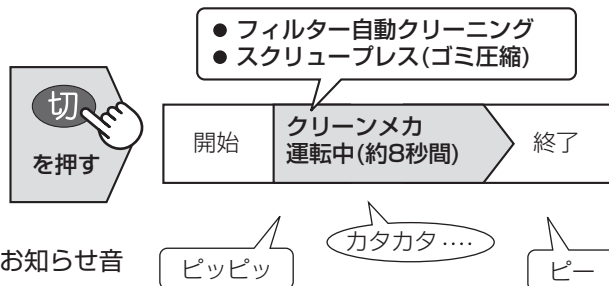 ● フィルター自動クリーニング
● スクリュープレス(ゴミ圧縮)
切
を押す
開始
クリーンメカ
運転中(約8秒間)
終了
お知らせ音
ピッピッ
カタカタ‥‥
ピー